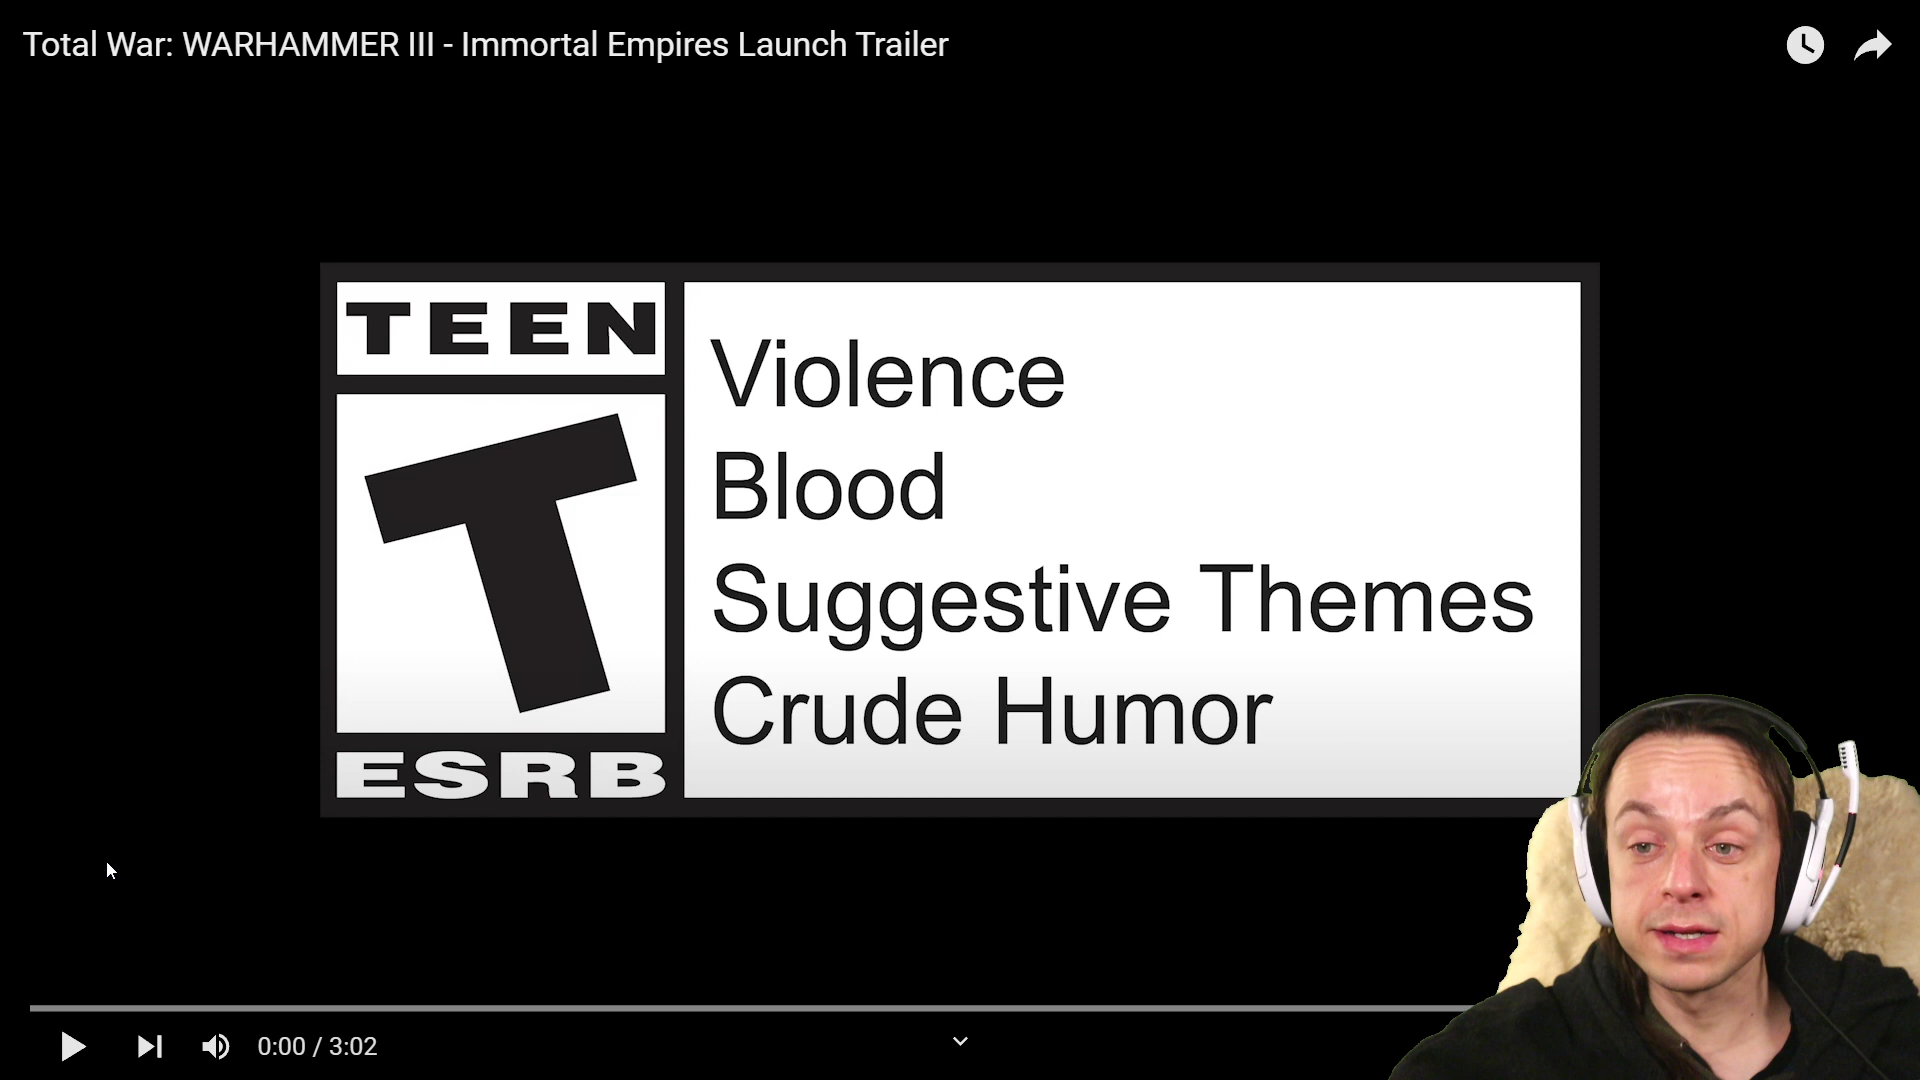 Total War: WARHAMMER III - Immortal Empires Launch Trailer
TEEN
T
ESRB
Violence
Blood
Suggestive Themes
Crude Humor
0:00 / 3:02